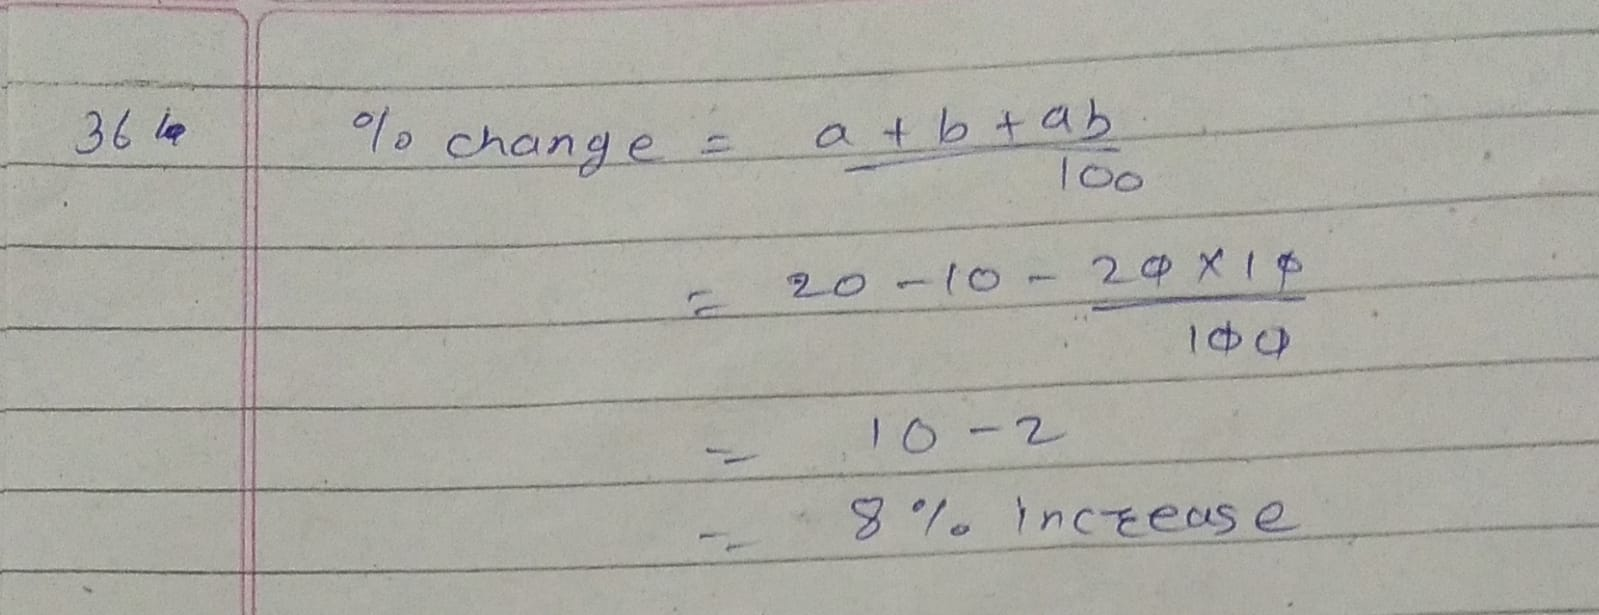 36 % change = a + b + ab
100
= 20 - 10 - 20 × 10
100
= 10 - 2
= 8 % increase